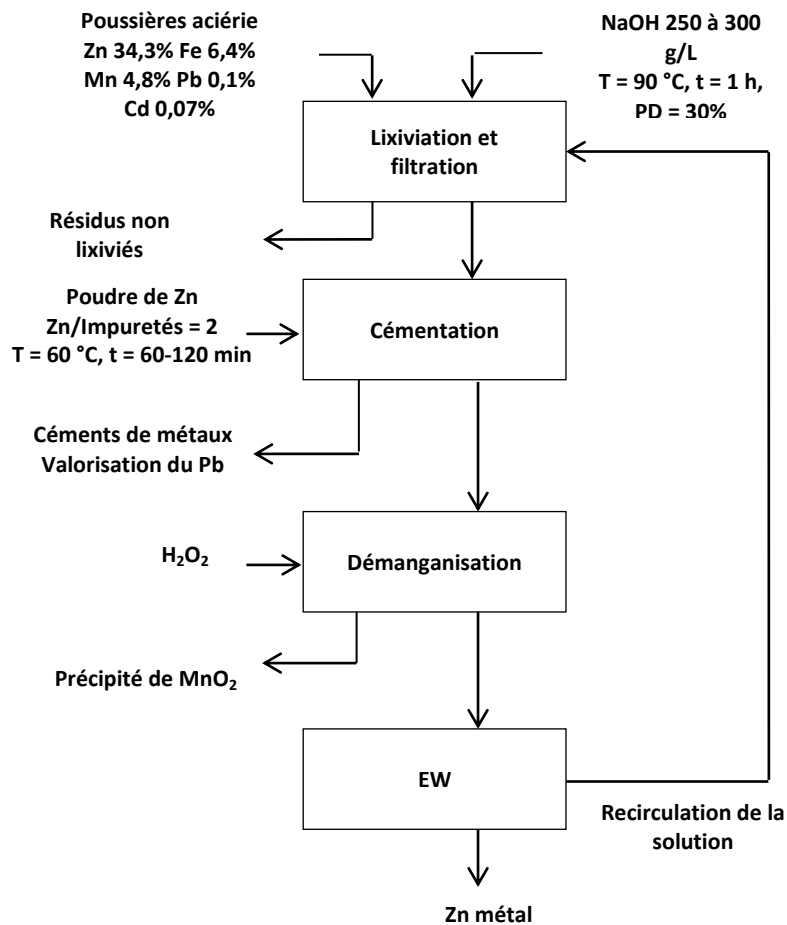 Poussières aciérie
Zn 34,3% Fe 6,4%
Mn 4,8% Pb 0,1%
Cd 0,07%
NaOH 250 à 300
g/L
T = 90 °C, t = 1 h,
PD = 30%
Lixiviation et
filtration
Résidus non
lixiviés
Poudre de Zn
Zn/Impuretés = 2
T = 60 °C, t = 60-120 min
Cémentation
Céments de métaux
Valorisation du Pb
H₂O₂
Démanganisation
Précipité de MnO₂
EW
Recirculation de la
solution
Zn métal